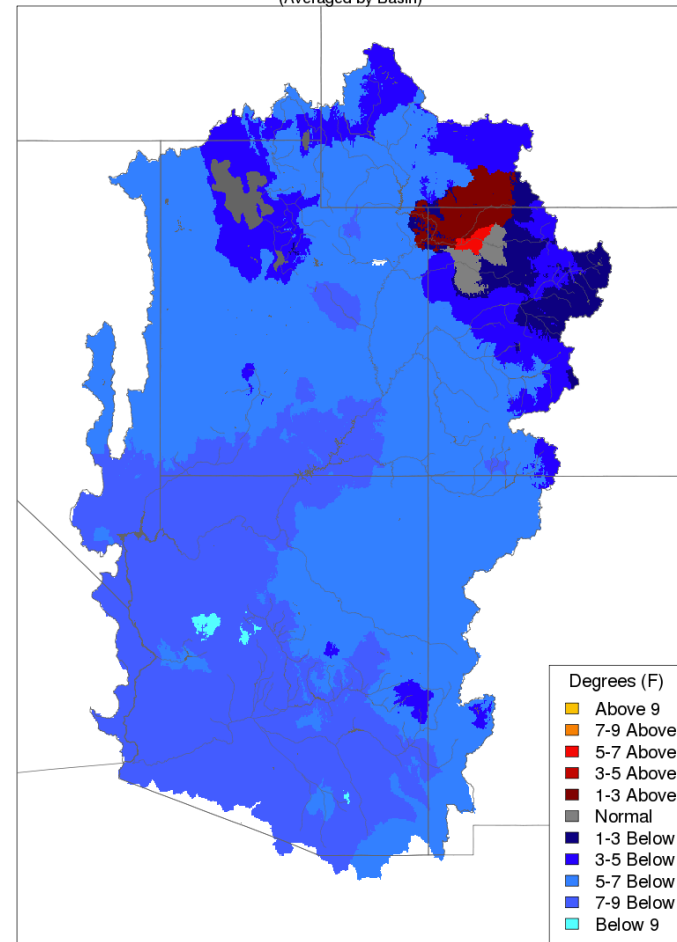 (Averaged by Basin)
Degrees (F)
Above 9
7-9 Above
5-7 Above
3-5 Above
1-3 Above
Normal
1-3 Below
3-5 Below
5-7 Below
7-9 Below
Below 9